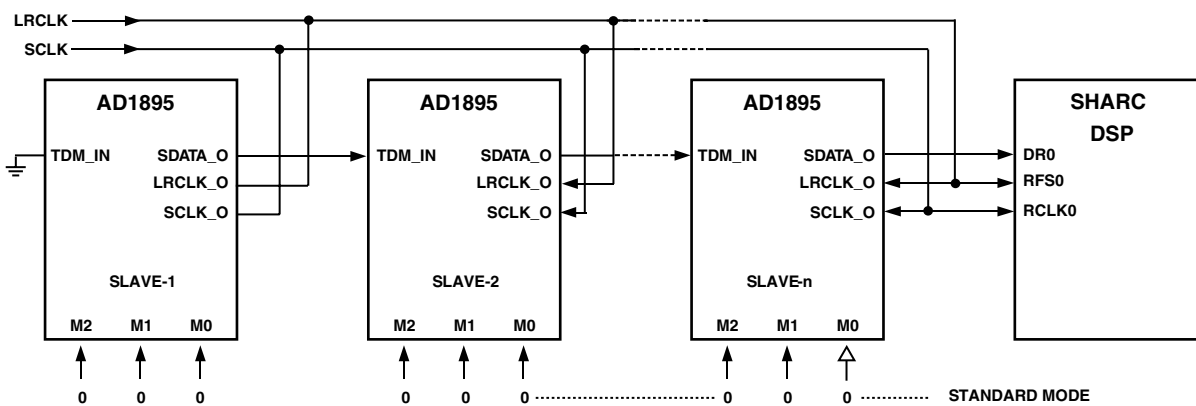 LRCLK
SCLK
AD1895
TDM_IN
SDATA_O
LRCLK_O
SCLK_O
SLAVE-1
M2 M1 M0
0 0 0
AD1895
TDM_IN
SDATA_O
LRCLK_O
SCLK_O
SLAVE-2
M2 M1 M0
0 0 0
AD1895
TDM_IN
SDATA_O
LRCLK_O
SCLK_O
SLAVE-n
M2 M1 M0
0 0 0
STANDARD MODE
SHARC
DSP
DR0
RFS0
RCLK0